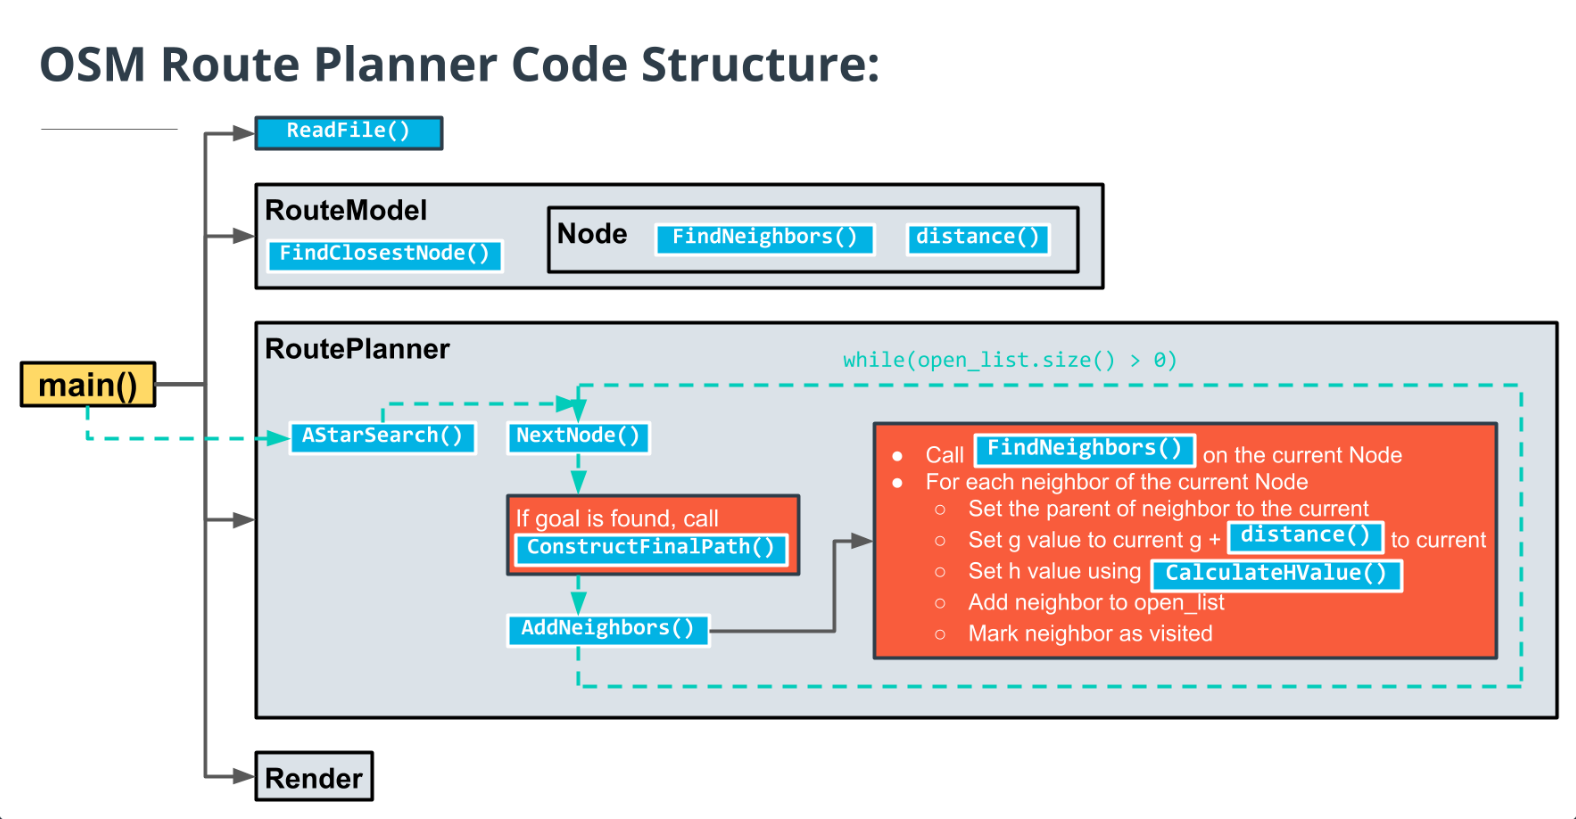 OSM Route Planner Code Structure:
ReadFile()
RouteModel
FindClosestNode()
Node
FindNeighbors()
distance()
main()
RoutePlanner
while(open_list.size() > 0)
AStarSearch()
NextNode()
If goal is found, call
ConstructFinalPath()
AddNeighbors()
● Call FindNeighbors() on the current Node
● For each neighbor of the current Node
○ Set the parent of neighbor to the current
○ Set g value to current g + distance() to current
○ Set h value using CalculateHValue()
○ Add neighbor to open_list
○ Mark neighbor as visited
Render